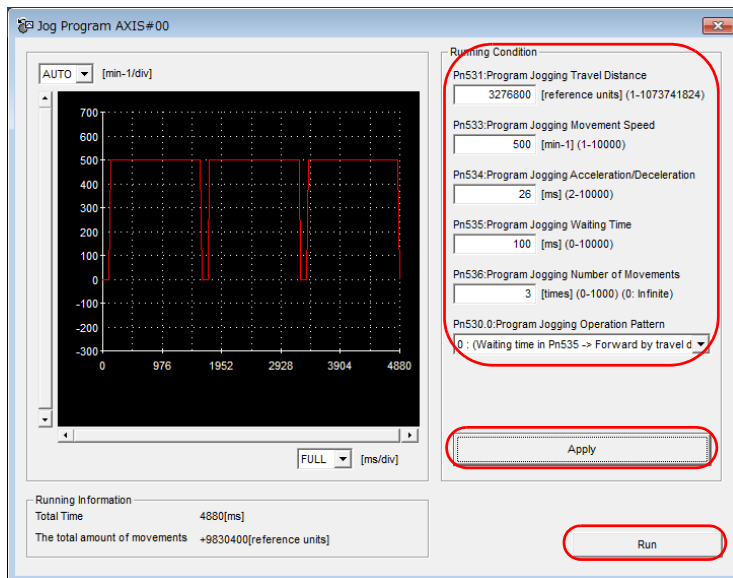 Jog Program AXIS#00
AUTO [min-1/div]
700
600
500
400
300
200
100
0
-100
-200
-300
0 976 1952 2928 3904 4880
FULL [ms/div]
Running Condition
Pn531:Program Jogging Travel Distance
3276800 [reference units] (1-1073741824)
Pn533:Program Jogging Movement Speed
500 [min-1] (1-10000)
Pn534:Program Jogging Acceleration/Deceleration
26 [ms] (2-10000)
Pn535:Program Jogging Waiting Time
100 [ms] (0-10000)
Pn536:Program Jogging Number of Movements
3 [times] (0-1000) (0: Infinite)
Pn530.0:Program Jogging Operation Pattern
0 : (Waiting time in Pn535 -> Forward by travel d
Apply
Running Information
Total Time 4880[ms]
The total amount of movements +9830400[reference units]
Run